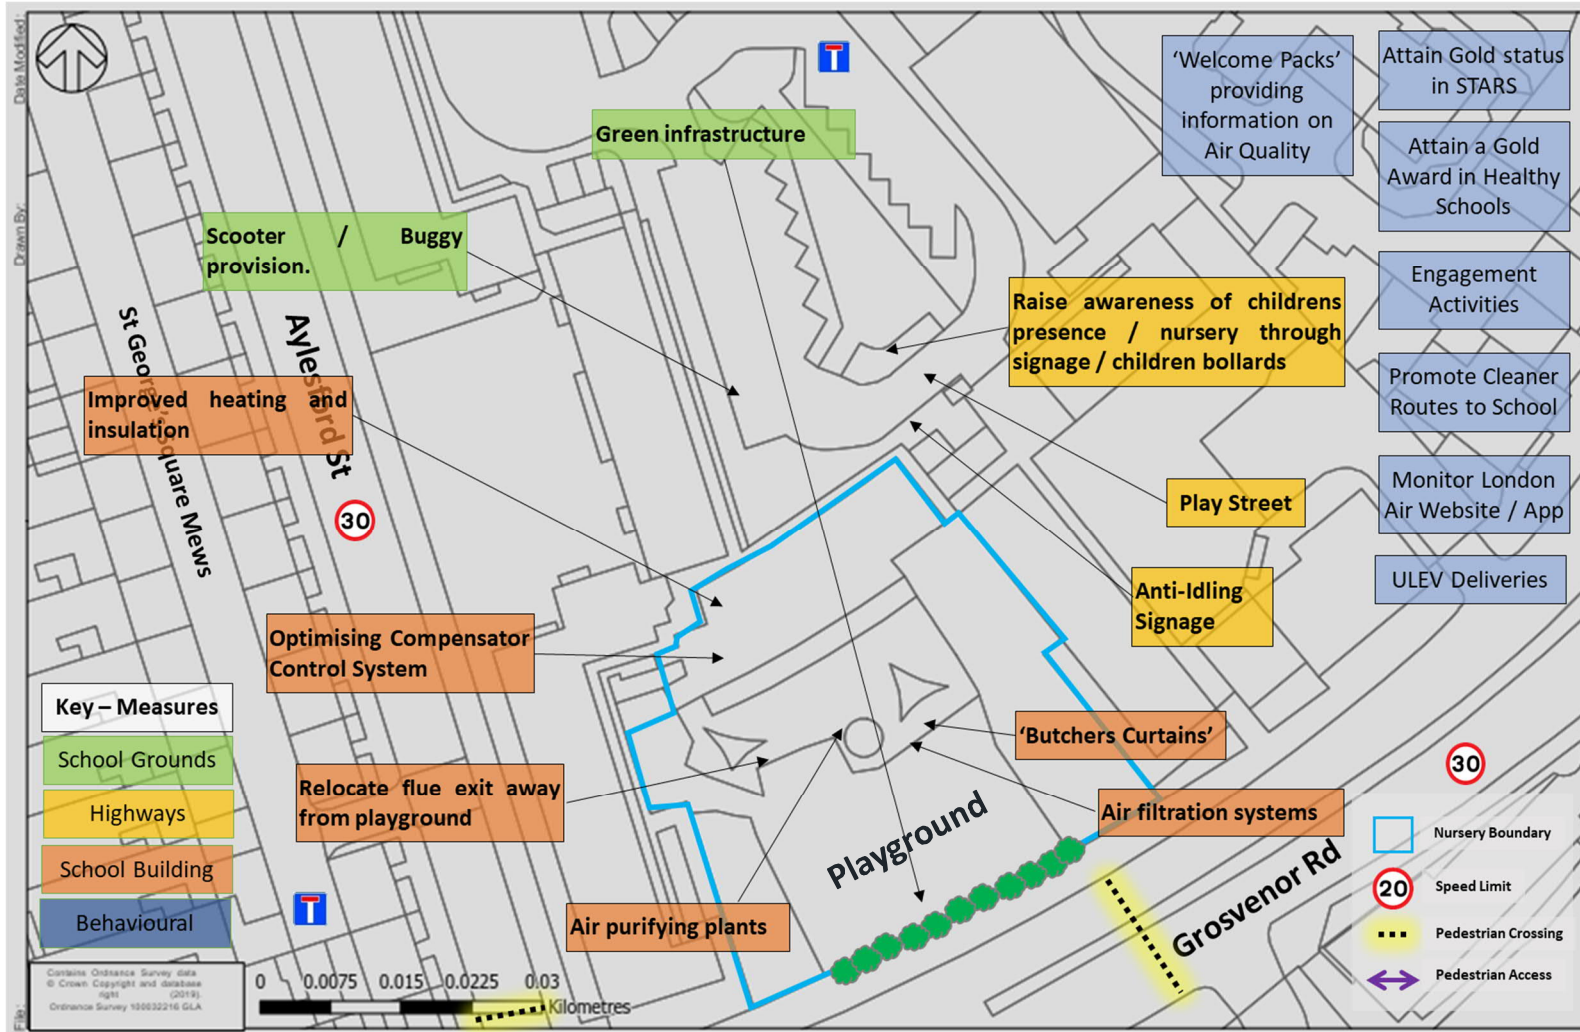 Date Modified:
Drawn By:
File:
Green infrastructure
Scooter / Buggy
provision.
Improved heating and
insulation
St George's Square Mews
Aylesford St
30
Optimising Compensator
Control System
Relocate flue exit away
from playground
Air purifying plants
Key – Measures
School Grounds
Highways
School Building
Behavioural
T
T
Contains Ordnance Survey data
© Crown Copyright and database
right (2019).
Ordnance Survey 100032216 GLA
0 0.0075 0.015 0.0225 0.03
Kilometres
Playground
Grosvenor Rd
'Butchers Curtains'
Air filtration systems
Raise awareness of childrens
presence / nursery through
signage / children bollards
Play Street
Anti-Idling
Signage
‘Welcome Packs’
providing
information on
Air Quality
Attain Gold status
in STARS
Attain a Gold
Award in Healthy
Schools
Engagement
Activities
Promote Cleaner
Routes to School
Monitor London
Air Website / App
ULEV Deliveries
30
Nursery Boundary
20
Speed Limit
Pedestrian Crossing
Pedestrian Access